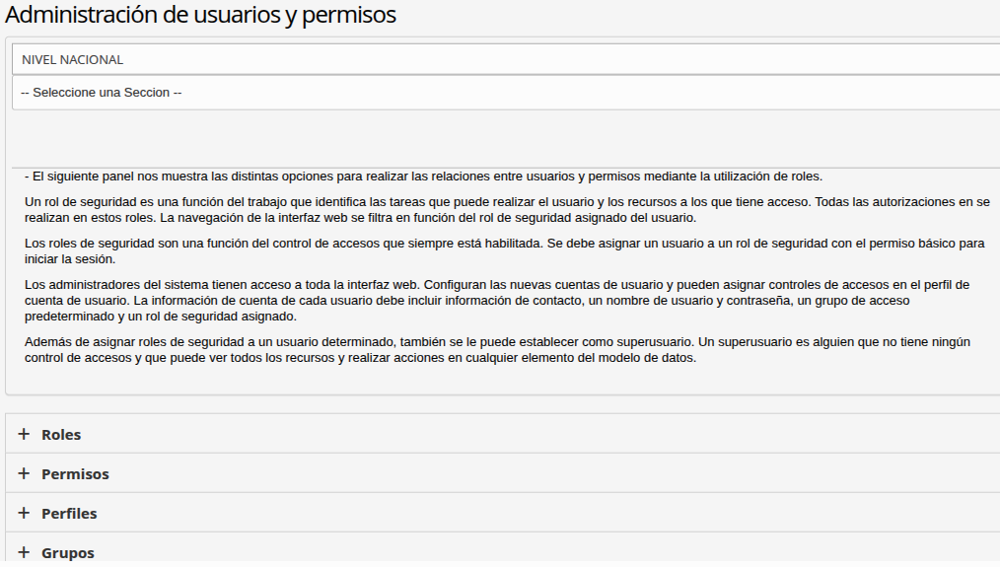 Administración de usuarios y permisos
NIVEL NACIONAL
-- Seleccione una Seccion --
- El siguiente panel nos muestra las distintas opciones para realizar las relaciones entre usuarios y permisos mediante la utilización de roles.
Un rol de seguridad es una función del trabajo que identifica las tareas que puede realizar el usuario y los recursos a los que tiene acceso. Todas las autorizaciones en se
realizan en estos roles. La navegación de la interfaz web se filtra en función del rol de seguridad asignado del usuario.
Los roles de seguridad son una función del control de accesos que siempre está habilitada. Se debe asignar un usuario a un rol de seguridad con el permiso básico para
iniciar la sesión.
Los administradores del sistema tienen acceso a toda la interfaz web. Configuran las nuevas cuentas de usuario y pueden asignar controles de accesos en el perfil de
cuenta de usuario. La información de cuenta de cada usuario debe incluir información de contacto, un nombre de usuario y contraseña, un grupo de acceso
predeterminado y un rol de seguridad asignado.
Además de asignar roles de seguridad a un usuario determinado, también se le puede establecer como superusuario. Un superusuario es alguien que no tiene ningún
control de accesos y que puede ver todos los recursos y realizar acciones en cualquier elemento del modelo de datos.
+ Roles
+ Permisos
+ Perfiles
+ Grupos